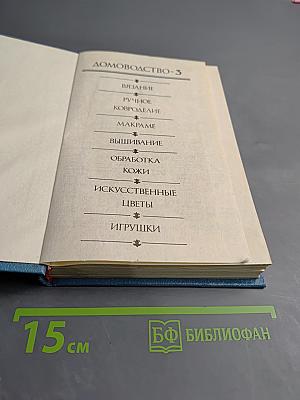 ДОМОВОДСТВО-3
ВЯЗАНИЕ
РУЧНОЕ
КОВРОДЕЛИЕ
МАКРАМЕ
ВЫШИВАНИЕ
ОБРАБОТКА
КОЖИ
ИСКУССТВЕННЫЕ
ЦВЕТЫ
ИГРУШКИ
15 см БФ БИБЛИОФАН